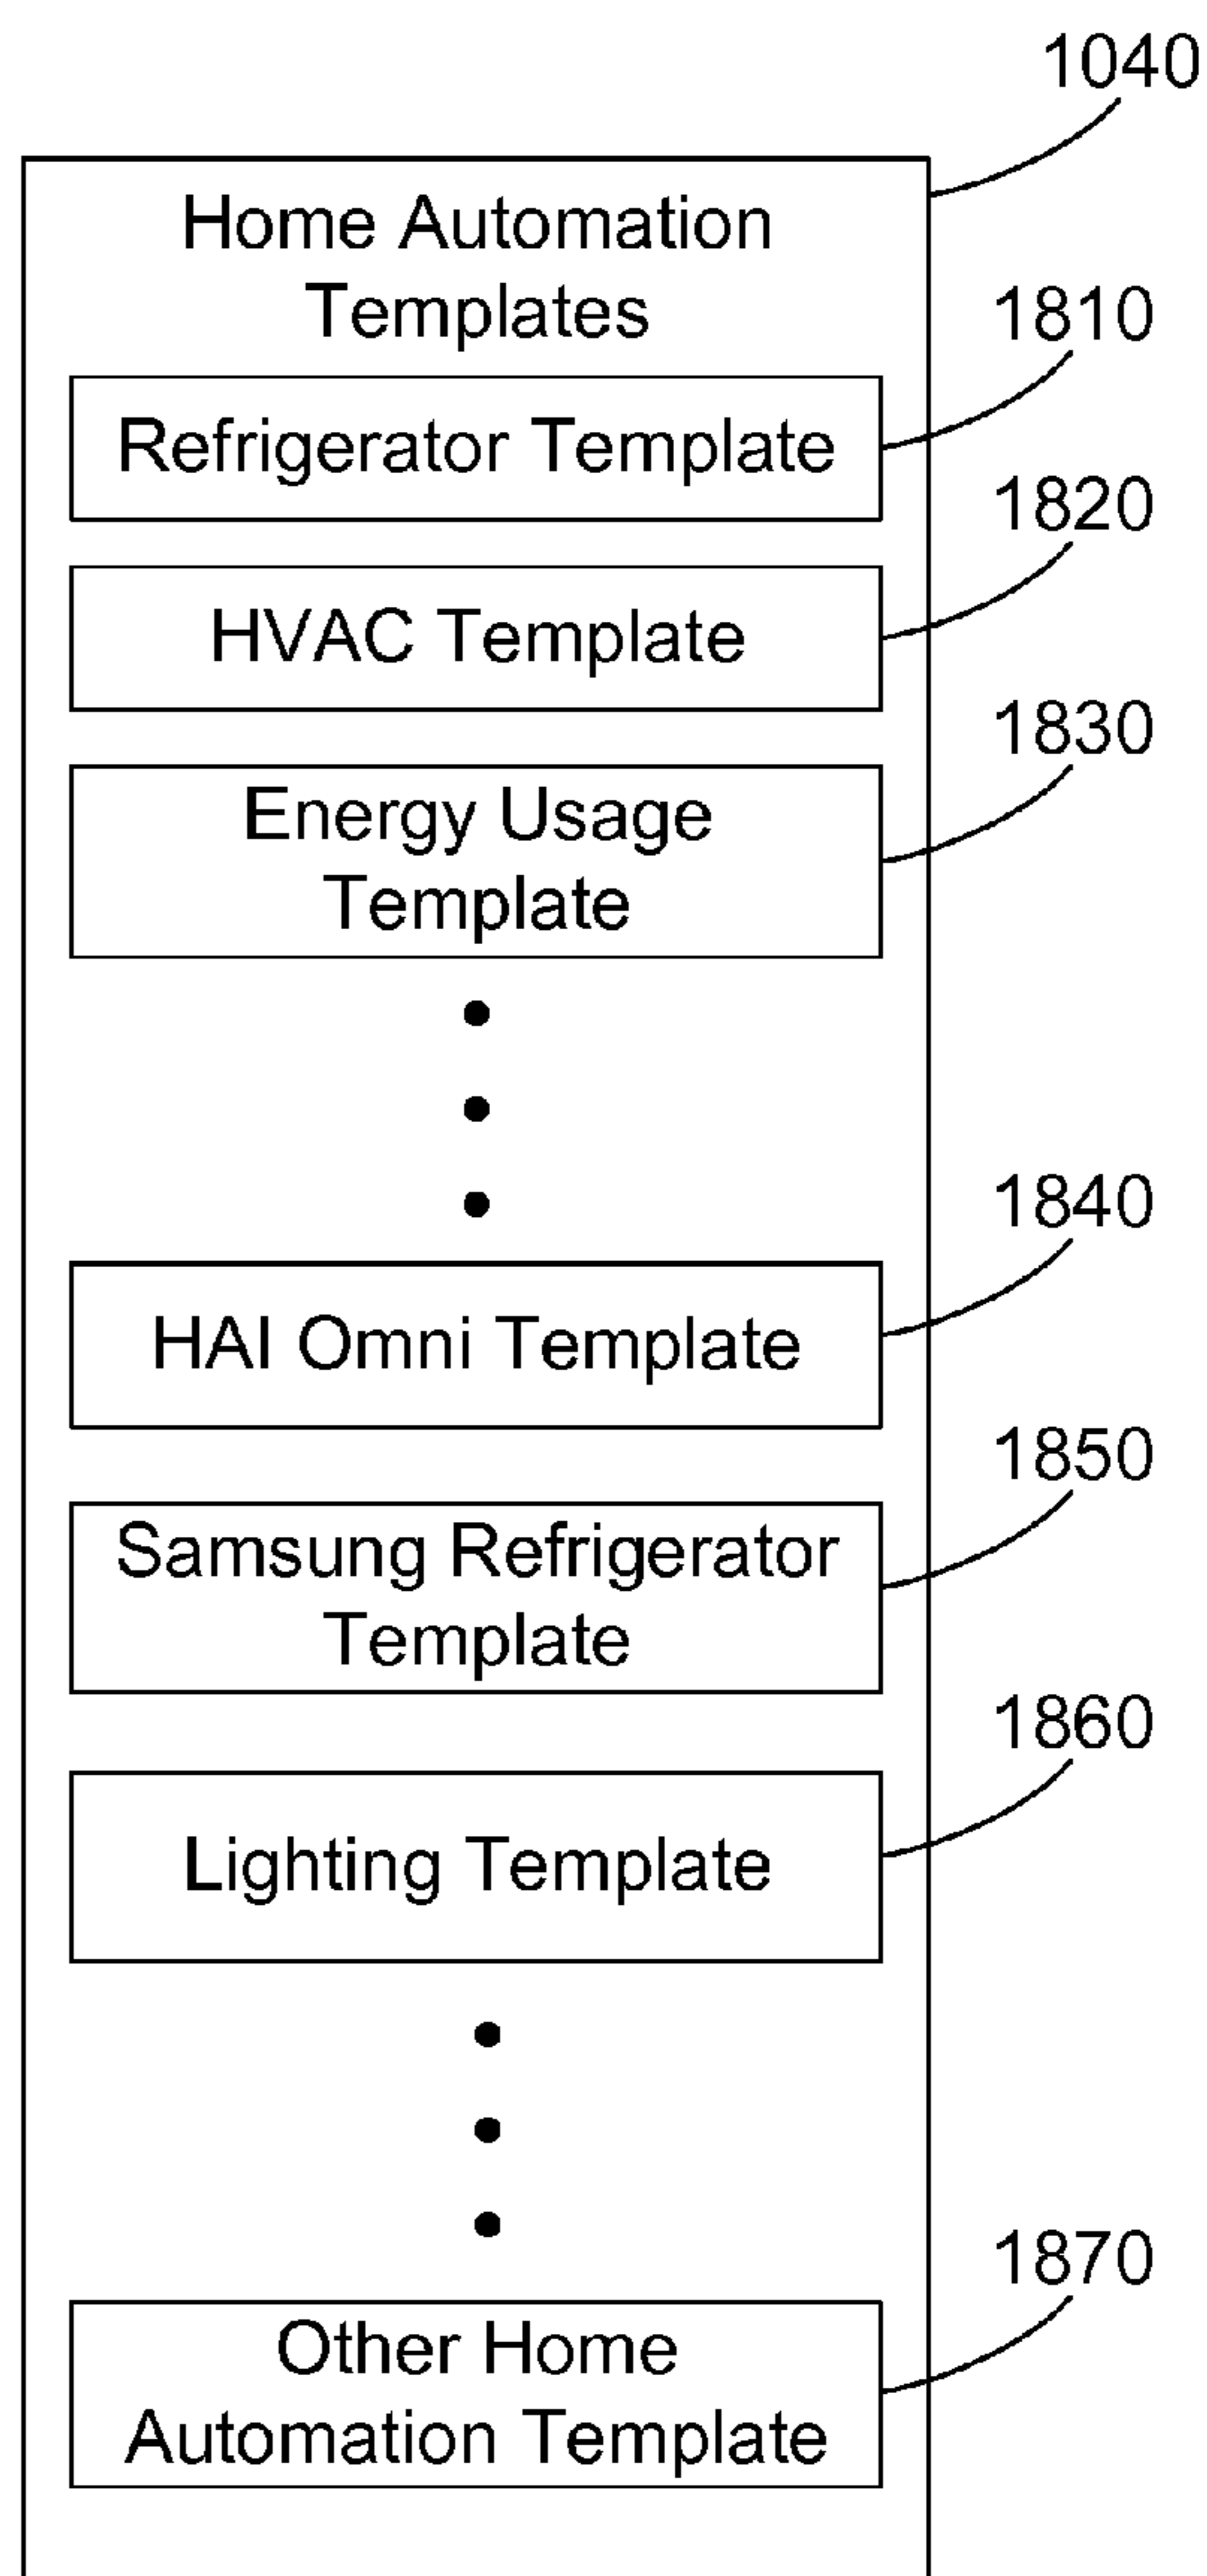 1040
Home Automation
Templates
1810
Refrigerator Template
1820
HVAC Template
1830
Energy Usage
Template
1840
HAI Omni Template
1850
Samsung Refrigerator
Template
1860
Lighting Template
1870
Other Home
Automation Template